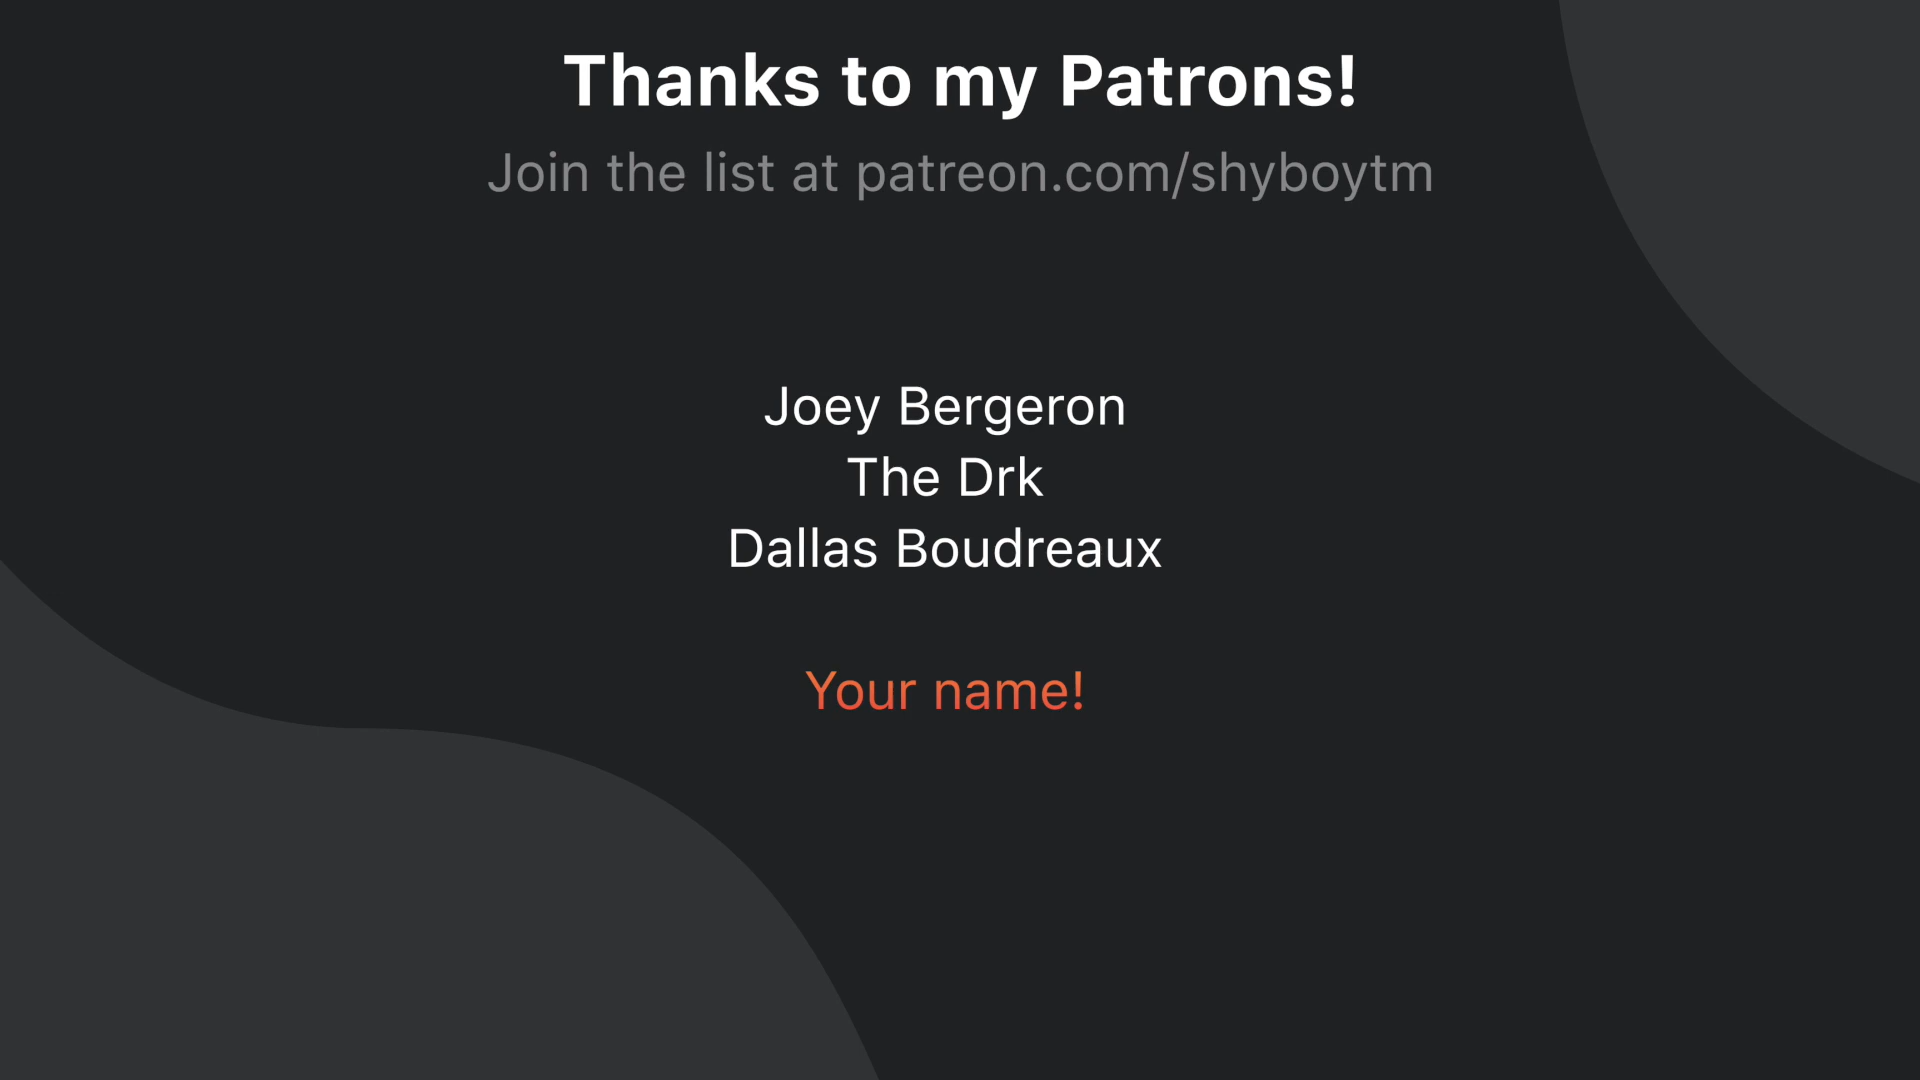 Thanks to my Patrons!
Join the list at patreon.com/shyboytm
Joey Bergeron
The Drk
Dallas Boudreaux
Your name!